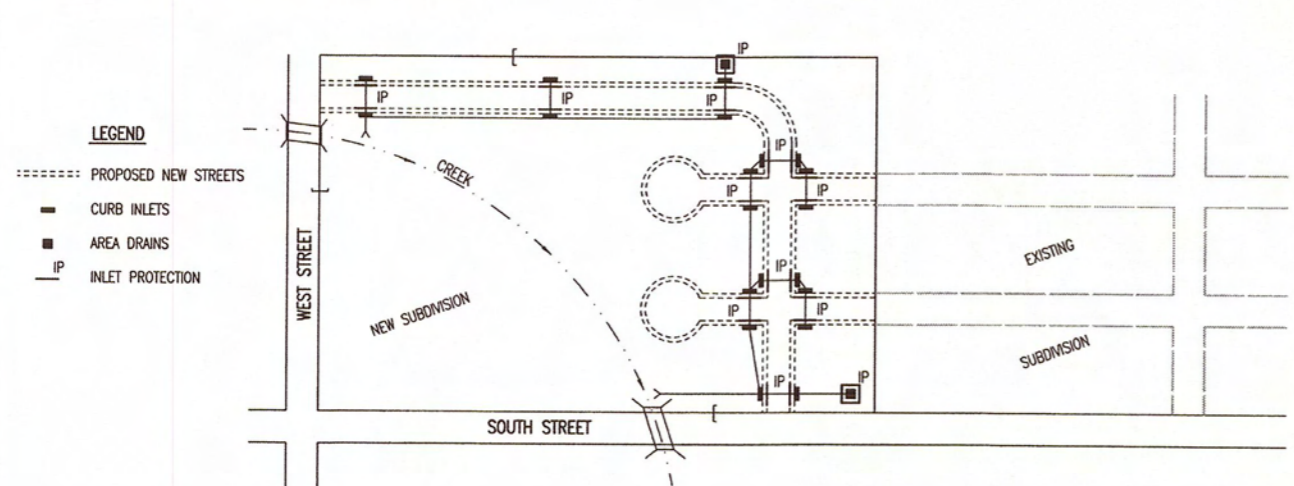 IP
LEGEND
PROPOSED NEW STREETS
CURB INLETS
AREA DRAINS
IP
INLET PROTECTION
IP
IP
IP
CREEK
IP
IP
IP
WEST STREET
NEW SUBDIVISION
EXISTING
SUBDIVISION
IP
IP
IP
IP
IP
SOUTH STREET